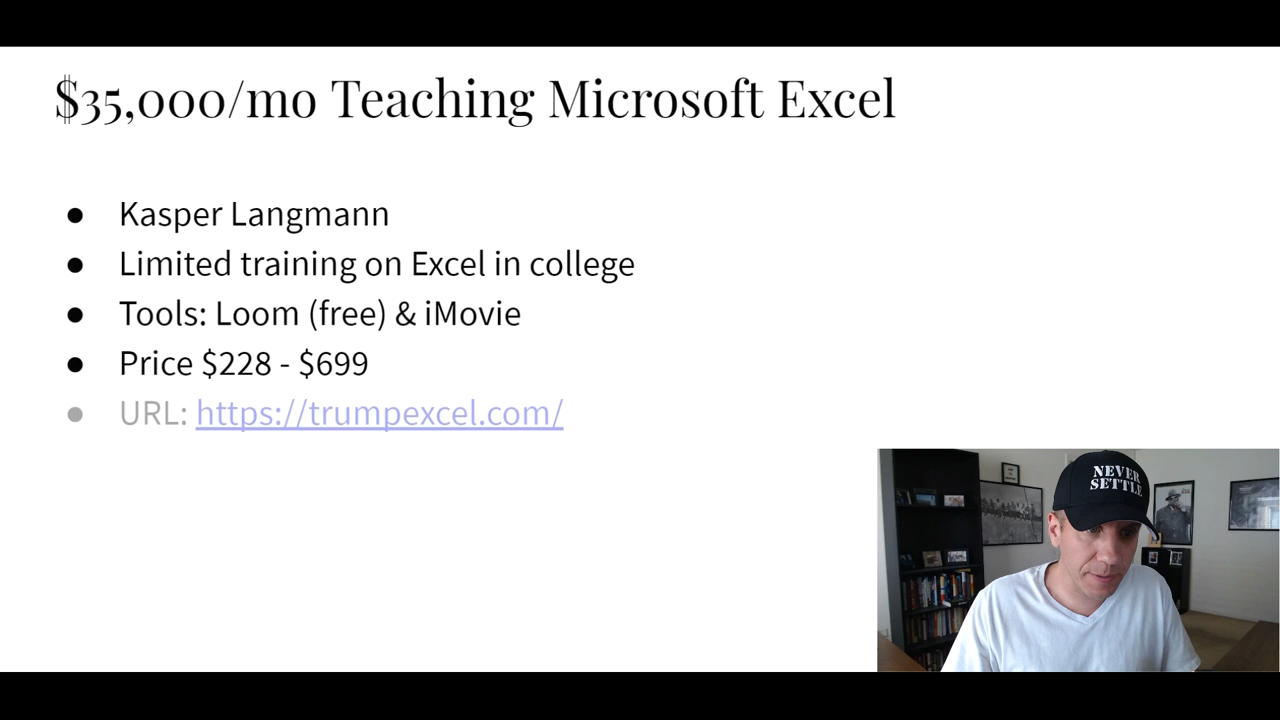 $35,000/mo Teaching Microsoft Excel
● Kasper Langmann
● Limited training on Excel in college
● Tools: Loom (free) & iMovie
● Price $228 - $699
● URL: https://trumpexcel.com/
NEVER
SETTLE